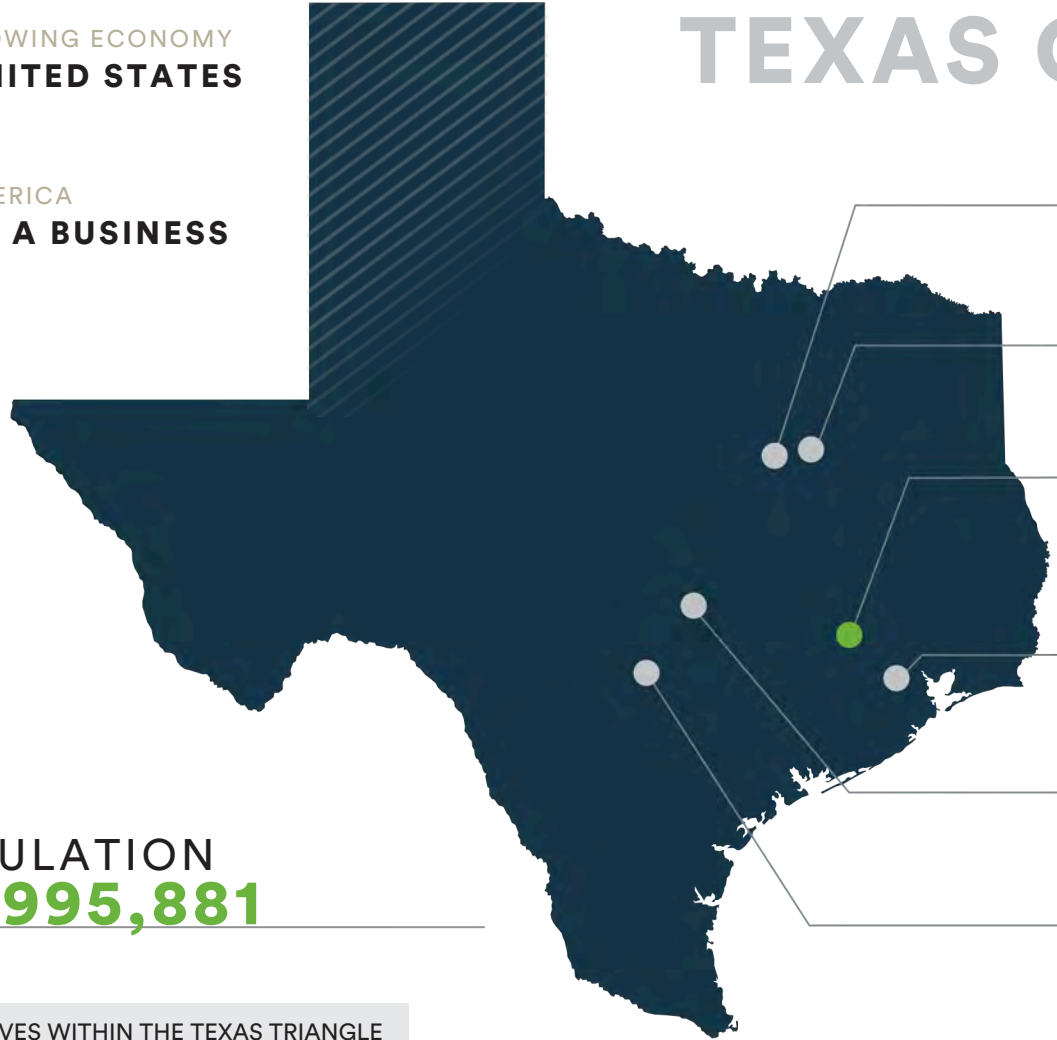 OWING ECONOMY
NITED STATES
ERICA
A BUSINESS
TEXAS
ULATION
995,881
VES WITHIN THE TEXAS TRIANGLE